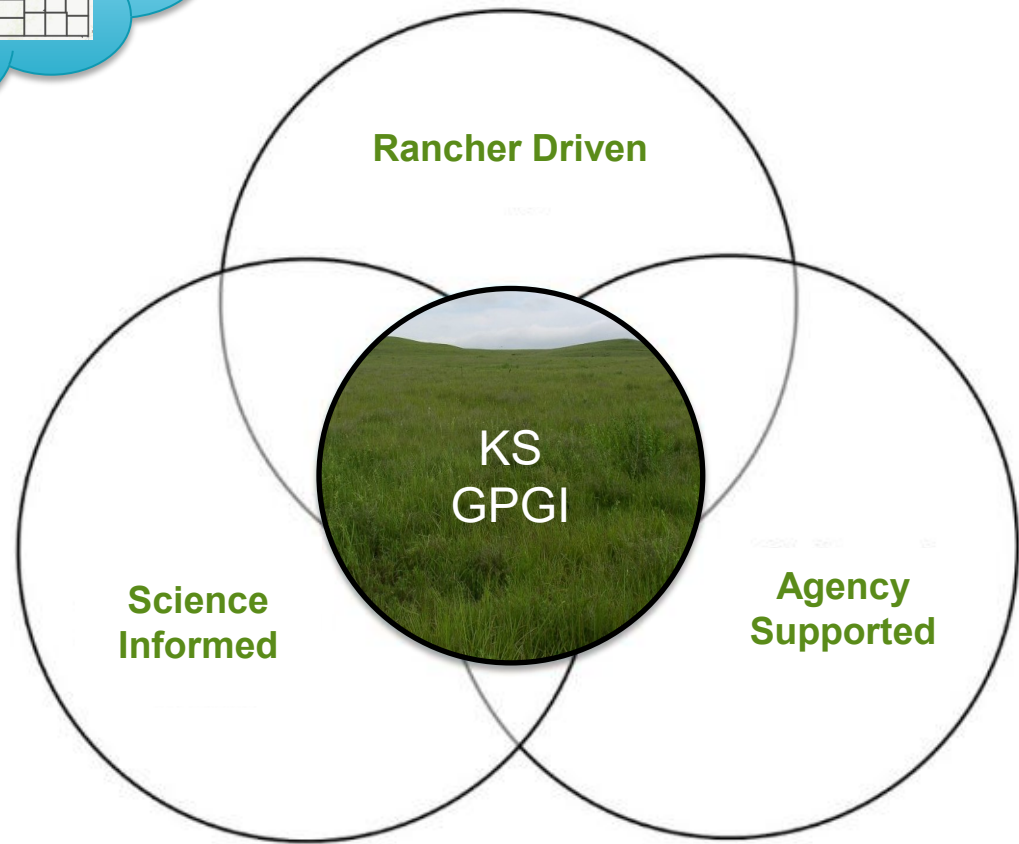 Rancher Driven
KS
GPGI
Science
Informed
Agency
Supported